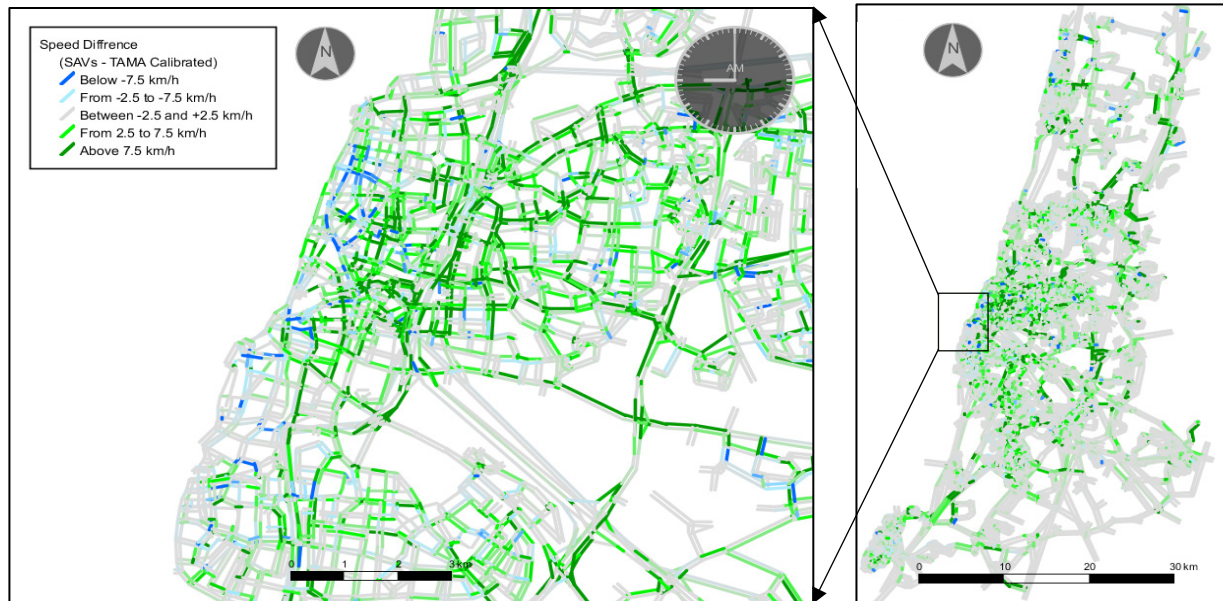 Speed Diffrence
(SAVs - TAMA Calibrated)
Below -7.5 km/h
From -2.5 to -7.5 km/h
Between -2.5 and +2.5 km/h
From 2.5 to 7.5 km/h
Above 7.5 km/h
N
AM
N
0 1 2 3 km
0 10 20 30 km